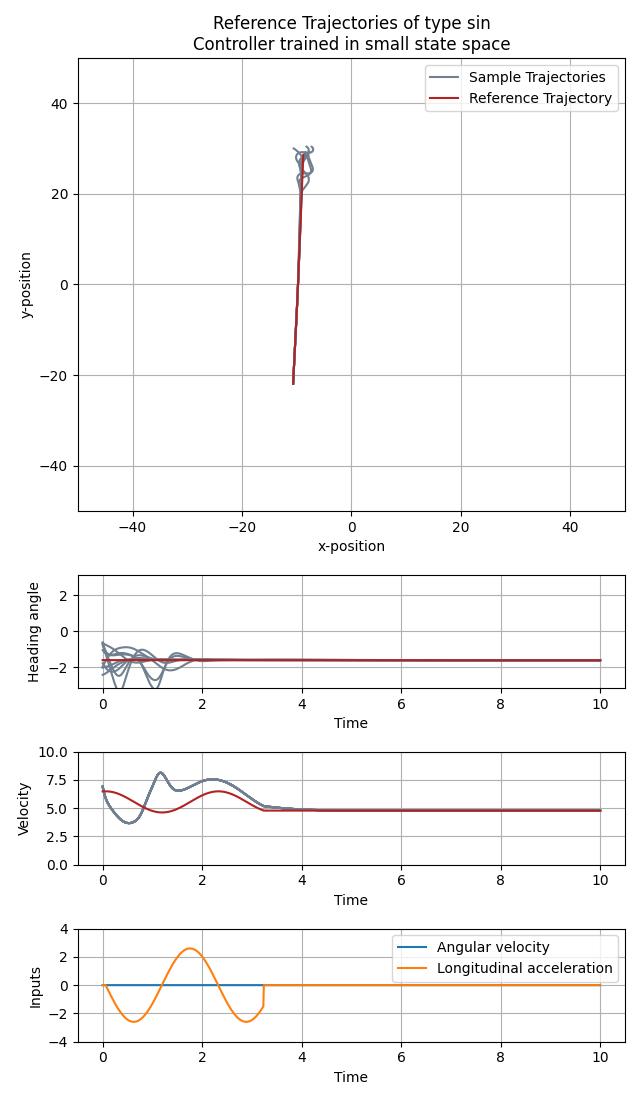 Reference Trajectories of type sin
Controller trained in small state space
Sample Trajectories
Reference Trajectory
40
20
0
−20
−40
y-position
−40 −20 0 20 40
x-position
2
0
−2
Heading angle
0 2 4 6 8 10
Time
10.0
7.5
5.0
2.5
0.0
Velocity
0 2 4 6 8 10
Time
Angular velocity
Longitudinal acceleration
4
2
0
−2
−4
Inputs
0 2 4 6 8 10
Time